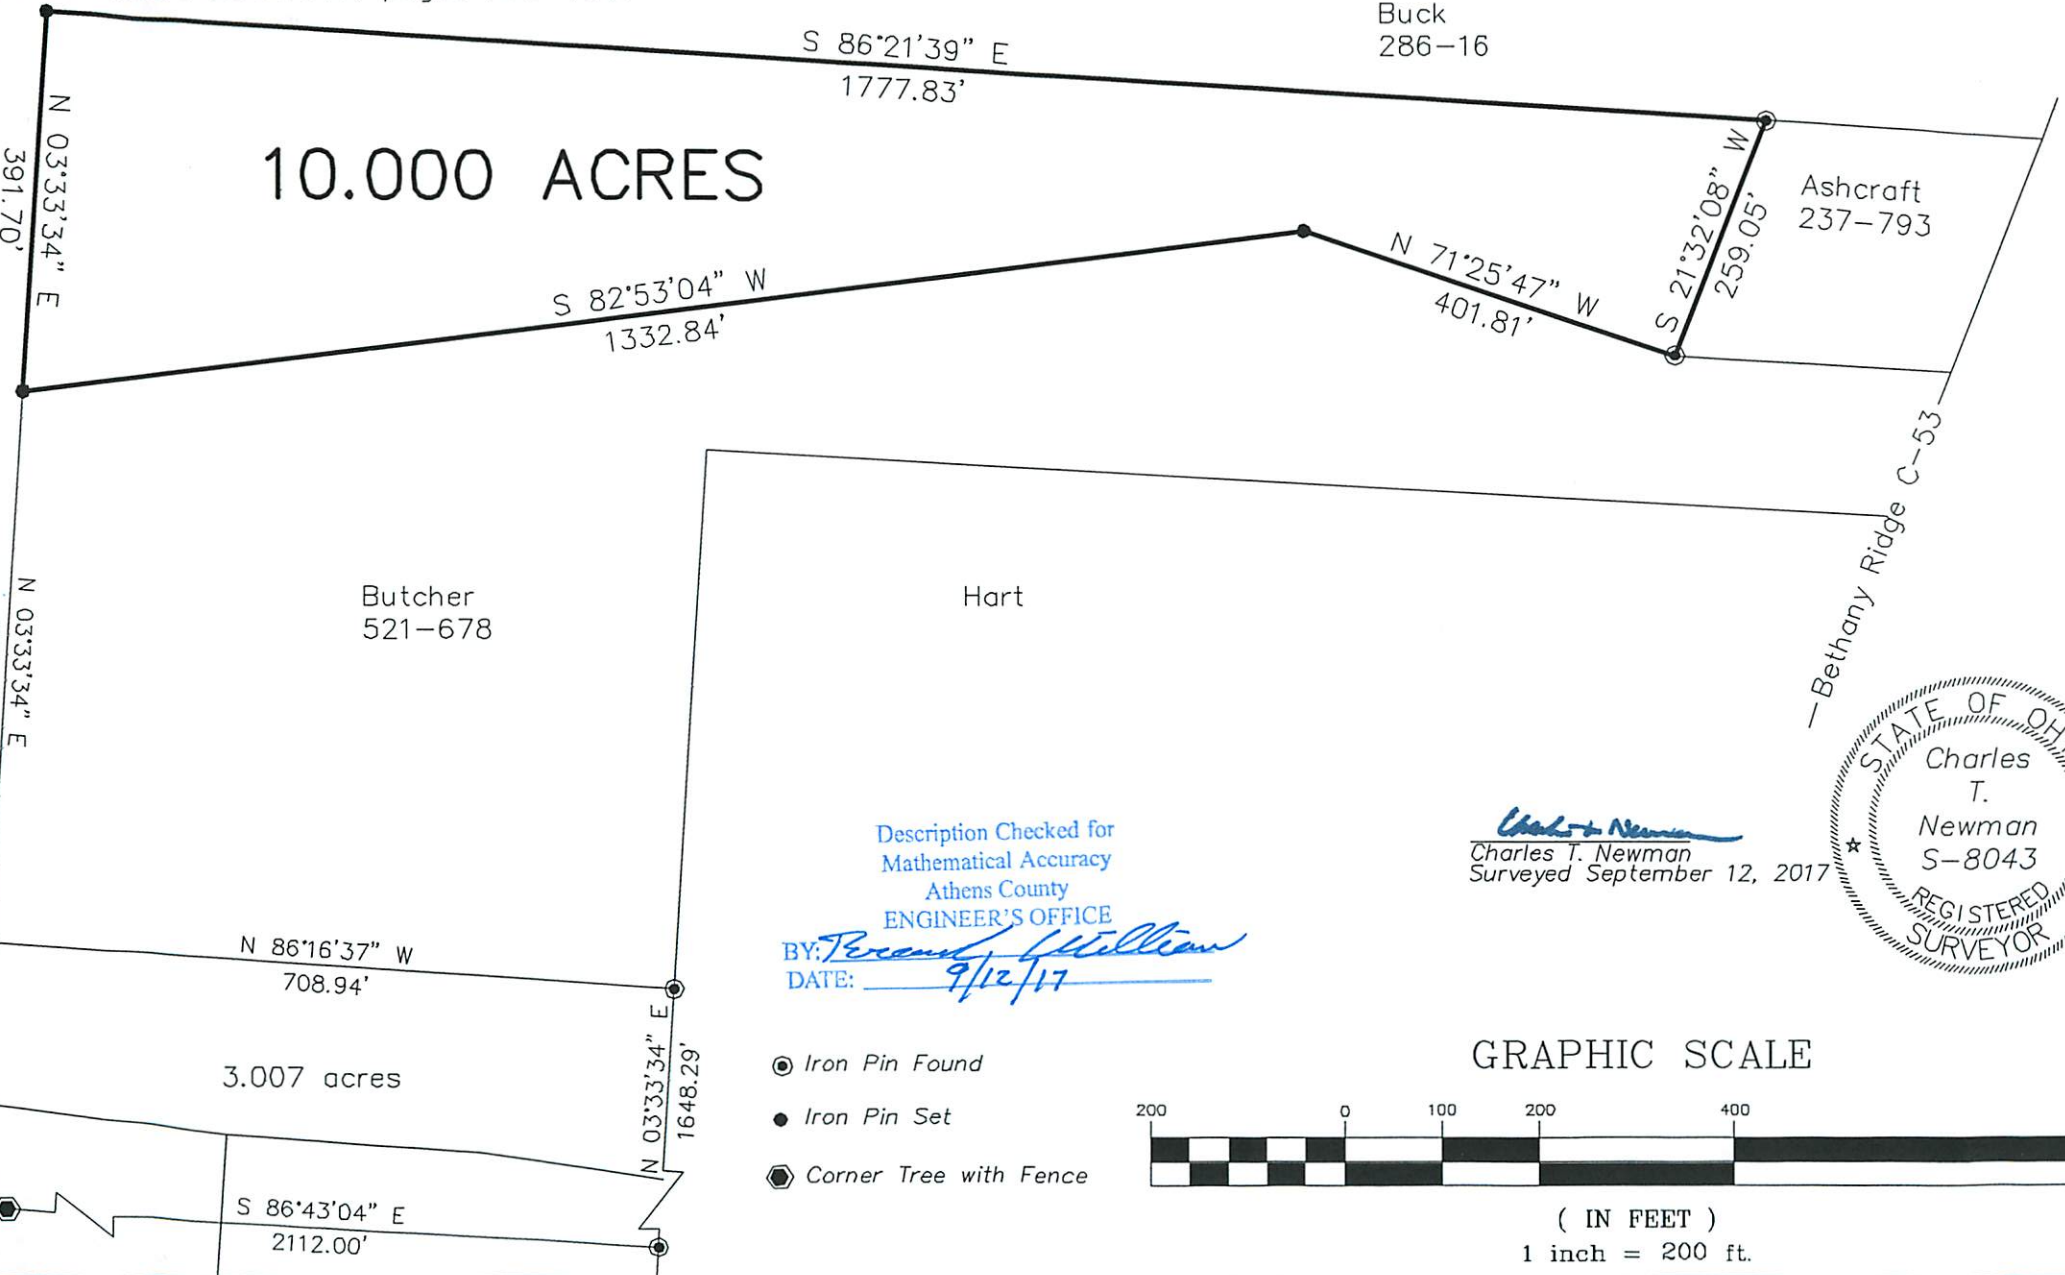 Buck
286-16
S 86°21'39" E
1777.83'
N 03°33'34" E
391.70'
10.000 ACRES
S 21°32'08" W
259.05'
Ashcraft
237-793
N 71°25'47" W
401.81'
S 82°53'04" W
1332.84'
Bethany Ridge C-53
N 03°33'34" E
Butcher
521-678
Hart
STATE OF OH
Charles
T.
Newman
S-8043
REGISTERED
SURVEYOR
Description Checked for
Mathematical Accuracy
Athens County
ENGINEER'S OFFICE
BY:
DATE: 9/12/17
Charles T. Newman
Charles T. Newman
Surveyed September 12, 2017
N 86°16'37" W
708.94'
N 03°33'34" E
1648.29'
3.007 acres
S 86°43'04" E
2112.00'
Iron Pin Found
Iron Pin Set
Corner Tree with Fence
GRAPHIC SCALE
200 0 100 200 400
( IN FEET )
1 inch = 200 ft.